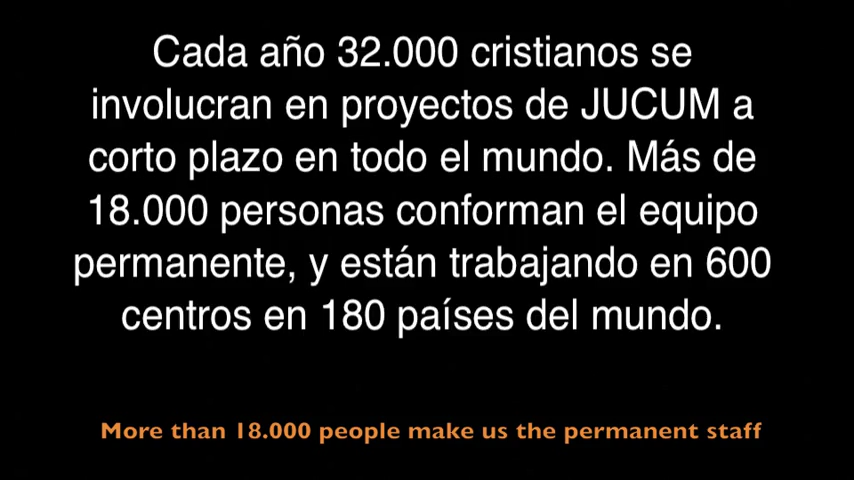 Cada año 32.000 cristianos se
involucran en proyectos de JUCUM a
corto plazo en todo el mundo. Más de
18.000 personas conforman el equipo
permanente, y están trabajando en 600
centros en 180 países del mundo.
More than 18.000 people make us the permanent staff